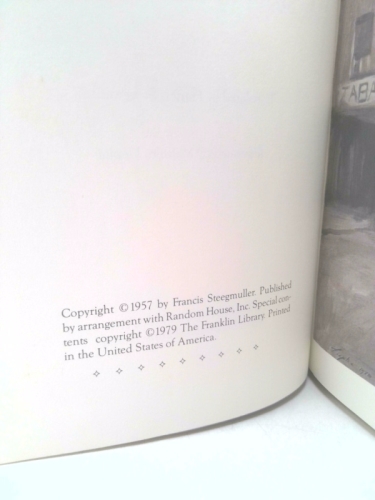 TABA
Copyright ©1957 by Francis Steegmuller. Published
by arrangement with Random House, Inc. Special con-
tents copyright ©1979 The Franklin Library. Printed
in the United States of America.